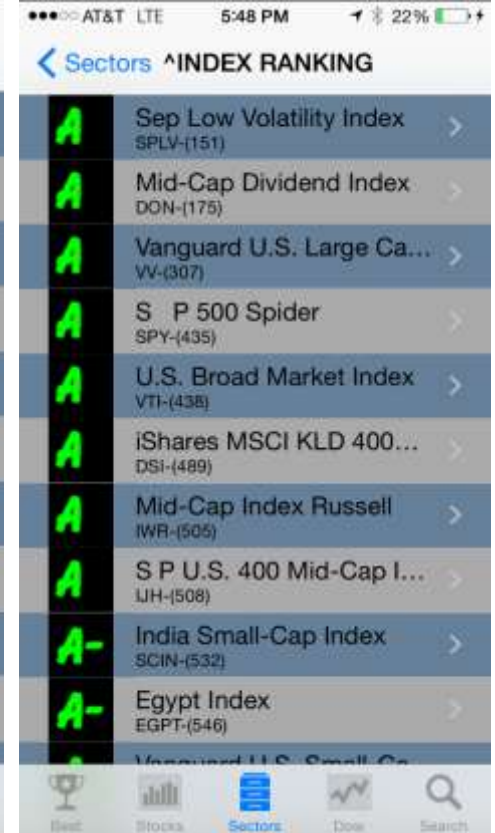 AT&T LTE 5:48 PM 22%
Sectors ^INDEX RANKING
A Sep Low Volatility Index
SPLV-(151)
A Mid-Cap Dividend Index
DON-(175)
A Vanguard U.S. Large Ca...
VV-(307)
A S P 500 Spider
SPY-(435)
A U.S. Broad Market Index
VTI-(438)
A iShares MSCI KLD 400...
DSI-(489)
A Mid-Cap Index Russell
IWR-(505)
A S P U.S. 400 Mid-Cap I...
IJH-(508)
A- India Small-Cap Index
SCIN-(532)
A- Egypt Index
EGPT-(546)
Vanguard U.S. Small-Ca
Best Stocks Sectors Dow Search